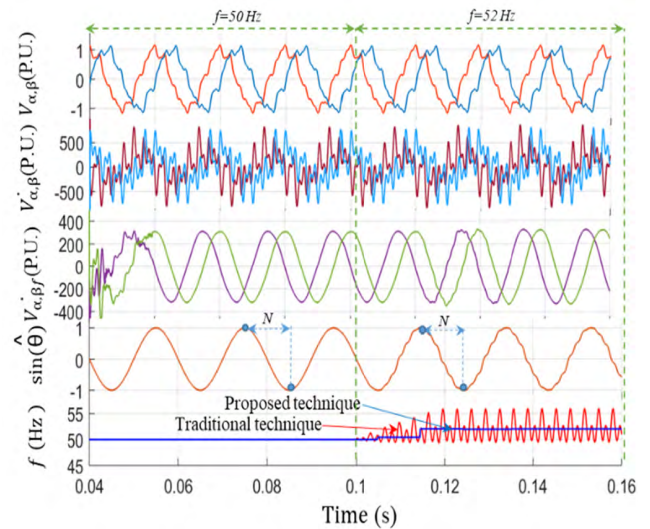 f=50 Hz
f=52 Hz
V α,β(P.U.)
1
0
-1
V̇ α,β(P.U.)
500
0
-500
V̇ α,βf(P.U.)
400
200
0
-200
-400
sin(θ̂)
1
0
-1
N
N
f (Hz)
55
50
45
Proposed technique
Traditional technique
0.04
0.06
0.08
0.1
0.12
0.14
0.16
Time (s)